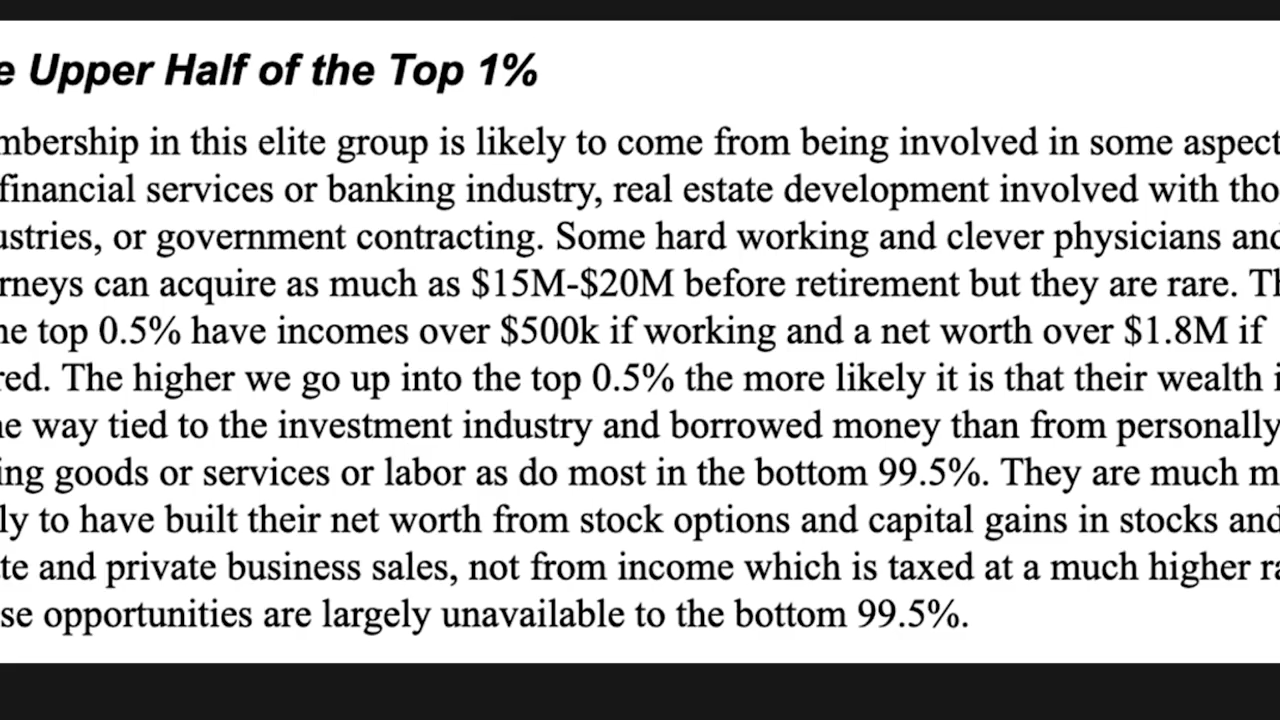 e Upper Half of the Top 1%
mbership in this elite group is likely to come from being involved in some aspect
financial services or banking industry, real estate development involved with tho
ustries, or government contracting. Some hard working and clever physicians and
rneys can acquire as much as $15M-$20M before retirement but they are rare. Th
ne top 0.5% have incomes over $500k if working and a net worth over $1.8M if
red. The higher we go up into the top 0.5% the more likely it is that their wealth i
ne way tied to the investment industry and borrowed money than from personally
ing goods or services or labor as do most in the bottom 99.5%. They are much m
ly to have built their net worth from stock options and capital gains in stocks and
te and private business sales, not from income which is taxed at a much higher ra
se opportunities are largely unavailable to the bottom 99.5%.